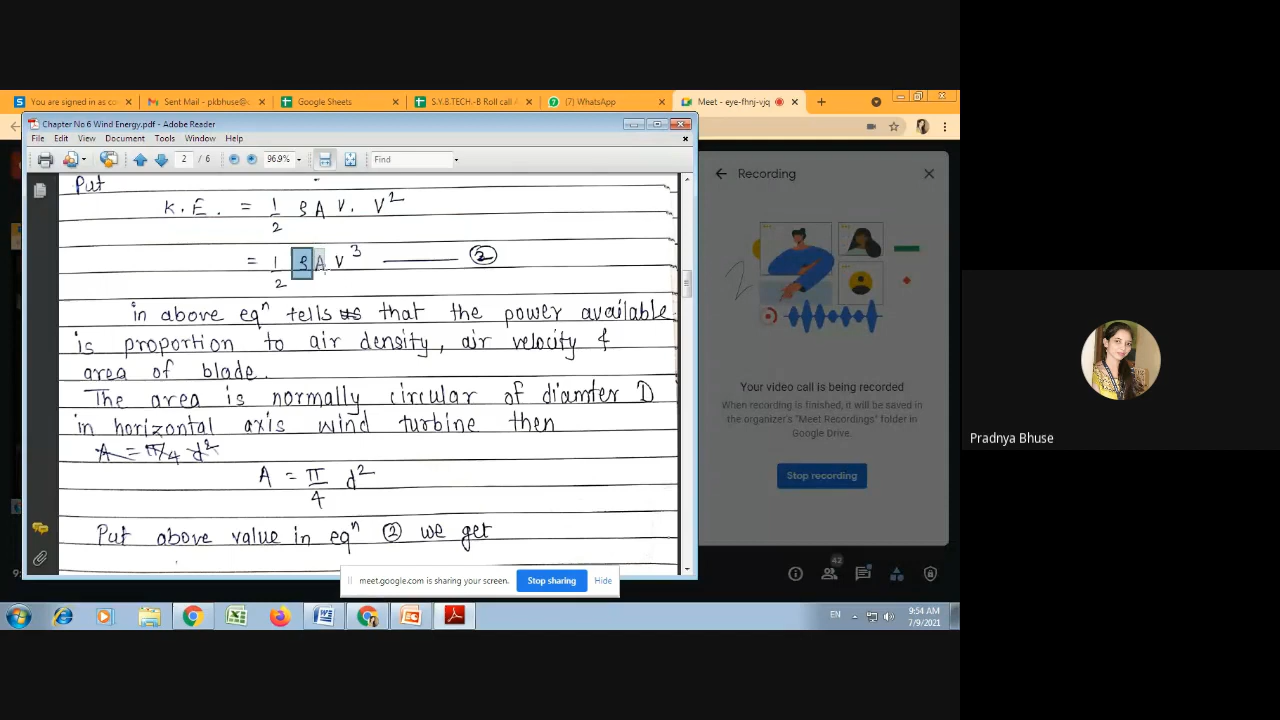 You are signed in as co
Sent Mail - pkbhuse@
Google Sheets
S.Y.B.TECH.-B Roll call
(7) WhatsApp
Meet - eye-fhnj-vjq
Chapter No 6 Wind Energy.pdf - Adobe Reader
File Edit View Document Tools Window Help
2 / 6 96.9% Find
Put
K.E. = 1/2 ρ A V. V²
= 1/2 ρ A V³ ——— ②
in above eqⁿ tells us that the power available
is proportion to air density, air velocity &
area of blade.
The area is normally circular of diamter D
in horizontal axis wind turbine then
A = π/4 d²
A = π/4 d²
Put above value in eqⁿ ② we get
meet.google.com is sharing your screen. Stop sharing Hide
Recording
Your video call is being recorded
When recording is finished, it will be saved
in the organizer's "Meet Recordings" folder in
Google Drive.
Stop recording
42
EN
9:54 AM
7/9/2021
Pradnya Bhuse